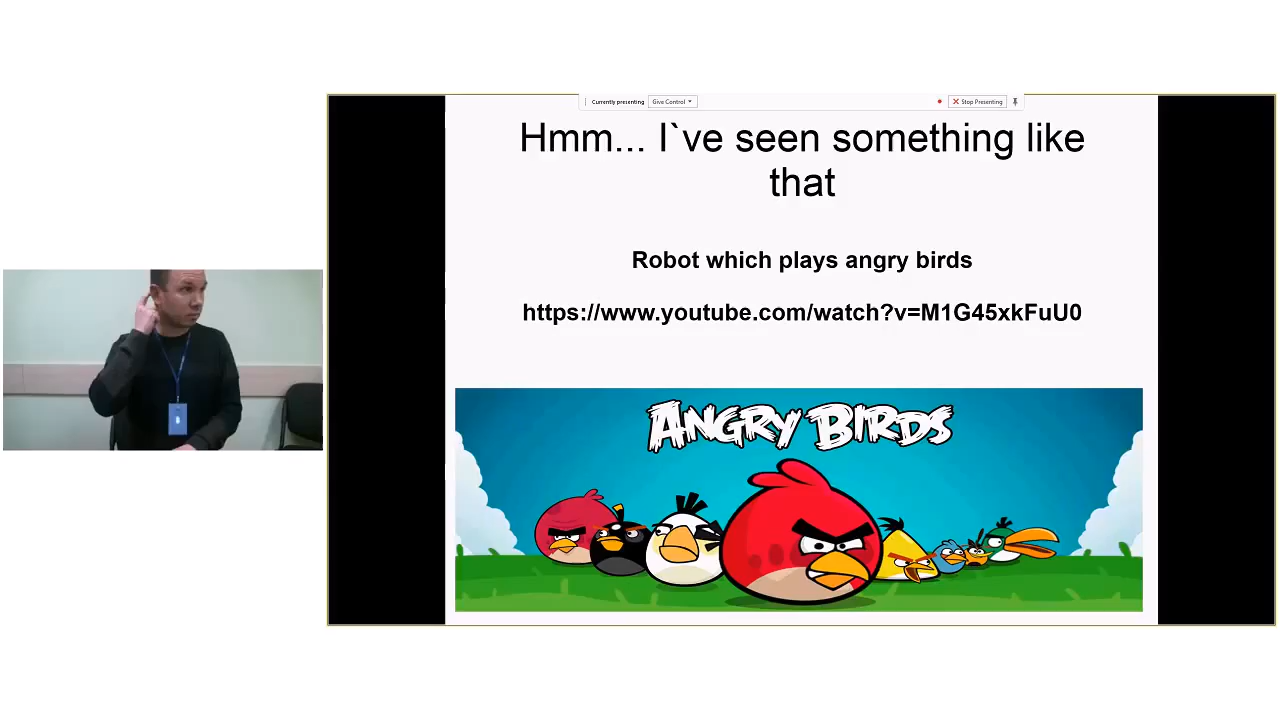 Currently presenting
Give Control
Stop Presenting
Hmm... I`ve seen something like
that
Robot which plays angry birds
https://www.youtube.com/watch?v=M1G45xkFuU0
ANGRY BIRDS